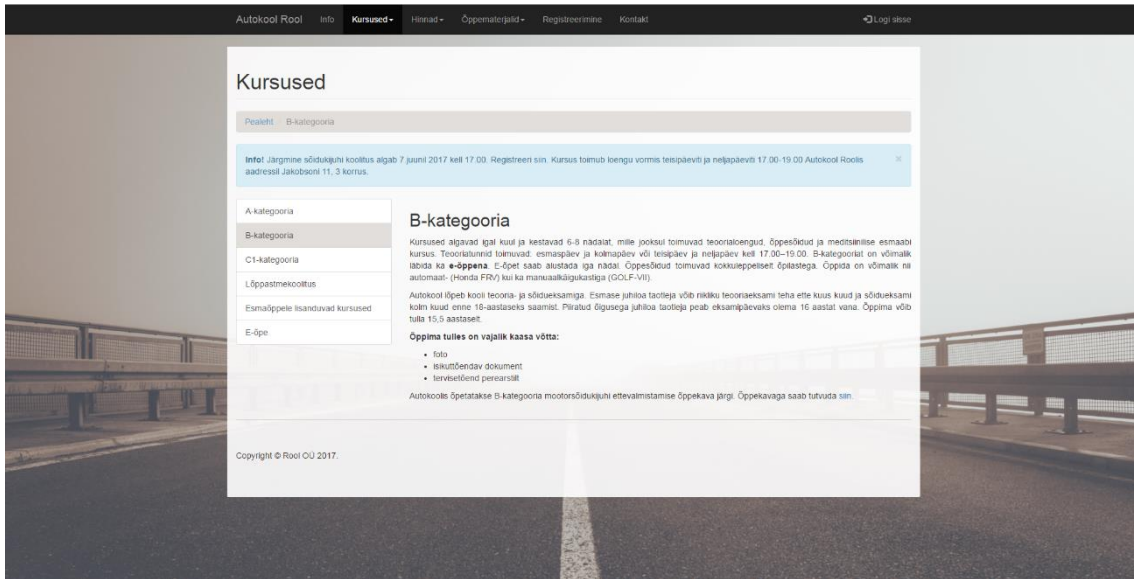 Autokool Rool Info Kursused Hinnad Õppematerjalid Registreerimine Kontakt Logi sisse
Kursused
Pealeht B-kategooria
Info! Järgmine sõidukijuhi koolitus algab 7 juunil 2017 kell 17.00. Registreeri siin. Kursus toimub loengu vormis teisipäeviti ja neljapäeviti 17.00-19.00 Autokool Roolis ×
aadressil Jakobsoni 11, 3 korrus.
A-kategooria
B-kategooria
C1-kategooria
Lõppastmekoolitus
Esmaõppele lisanduvad kursused
E-õpe
B-kategooria
Kursused algavad igal kuul ja kestavad 6-8 nädalat, mille jooksul toimuvad teoorialoengud, õppesõidud ja meditsiinilise esmaabi
kursus. Teooriatunnid toimuvad: esmaspäev ja kolmapäev või teisipäev ja neljapäev kell 17.00–19.00. B-kategooriat on võimalik
läbida ka e-õppena. E-õpet saab alustada iga nädal. Õppesõidud toimuvad kokkuleppeliselt õpilastega. Õppida on võimalik nii
automaat- (Honda FRV) kui ka manuaalkäigukastiga (GOLF-VII).
Autokool lõpeb kooli teooria- ja sõidueksamiga. Esmase juhiloa taotleja võib riikliku teooriaeksami teha ette kuus kuud ja sõidueksami
kolm kuud enne 18-aastaseks saamist. Piiratud õigusega juhiloa taotleja peab eksamipäevaks olema 16 aastat vana. Õppima võib
tulla 15,5 aastaselt.
Õppima tulles on vajalik kaasa võtta:
• foto
• isikuttõendav dokument
• tervisetõend perearstilt
Autokoolis õpetatakse B-kategooria mootorsõidukijuhi ettevalmistamise õppekava järgi. Õppekavaga saab tutvuda siin.
Copyright © Rool OÜ 2017.